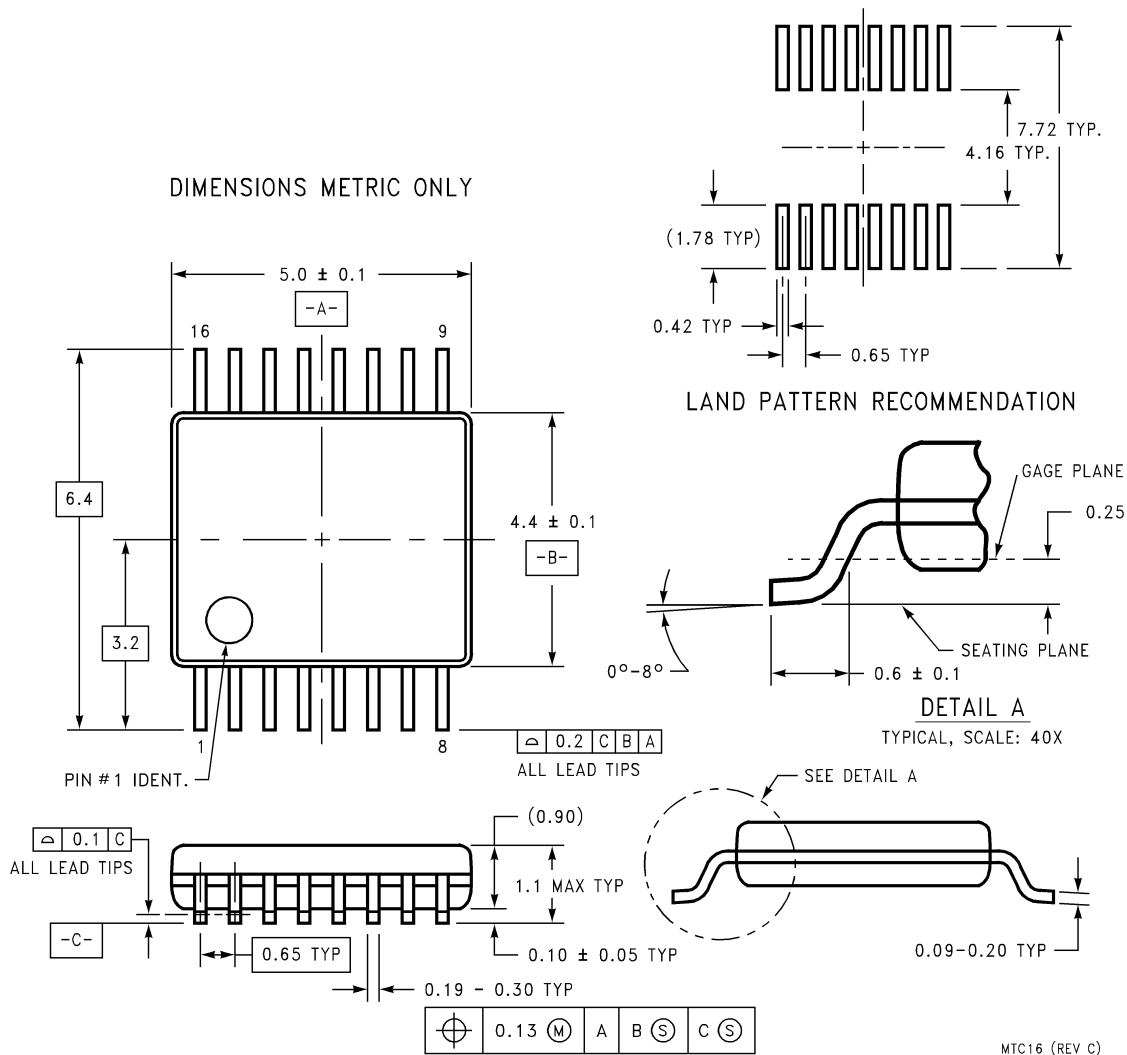 7.72 TYP.
4.16 TYP.
DIMENSIONS METRIC ONLY
(1.78 TYP)
5.0 ± 0.1
-A-
0.42 TYP
0.65 TYP
16
9
LAND PATTERN RECOMMENDATION
GAGE PLANE
6.4
0.25
4.4 ± 0.1
-B-
3.2
SEATING PLANE
0°-8°
0.6 ± 0.1
DETAIL A
TYPICAL, SCALE: 40X
1
8
⌓ 0.2 C B A
ALL LEAD TIPS
PIN #1 IDENT.
SEE DETAIL A
(0.90)
⌓ 0.1 C
ALL LEAD TIPS
1.1 MAX TYP
-C-
0.65 TYP
0.10 ± 0.05 TYP
0.09-0.20 TYP
0.19 - 0.30 TYP
⌖ 0.13 Ⓜ A B Ⓢ C Ⓢ
MTC16 (REV C)